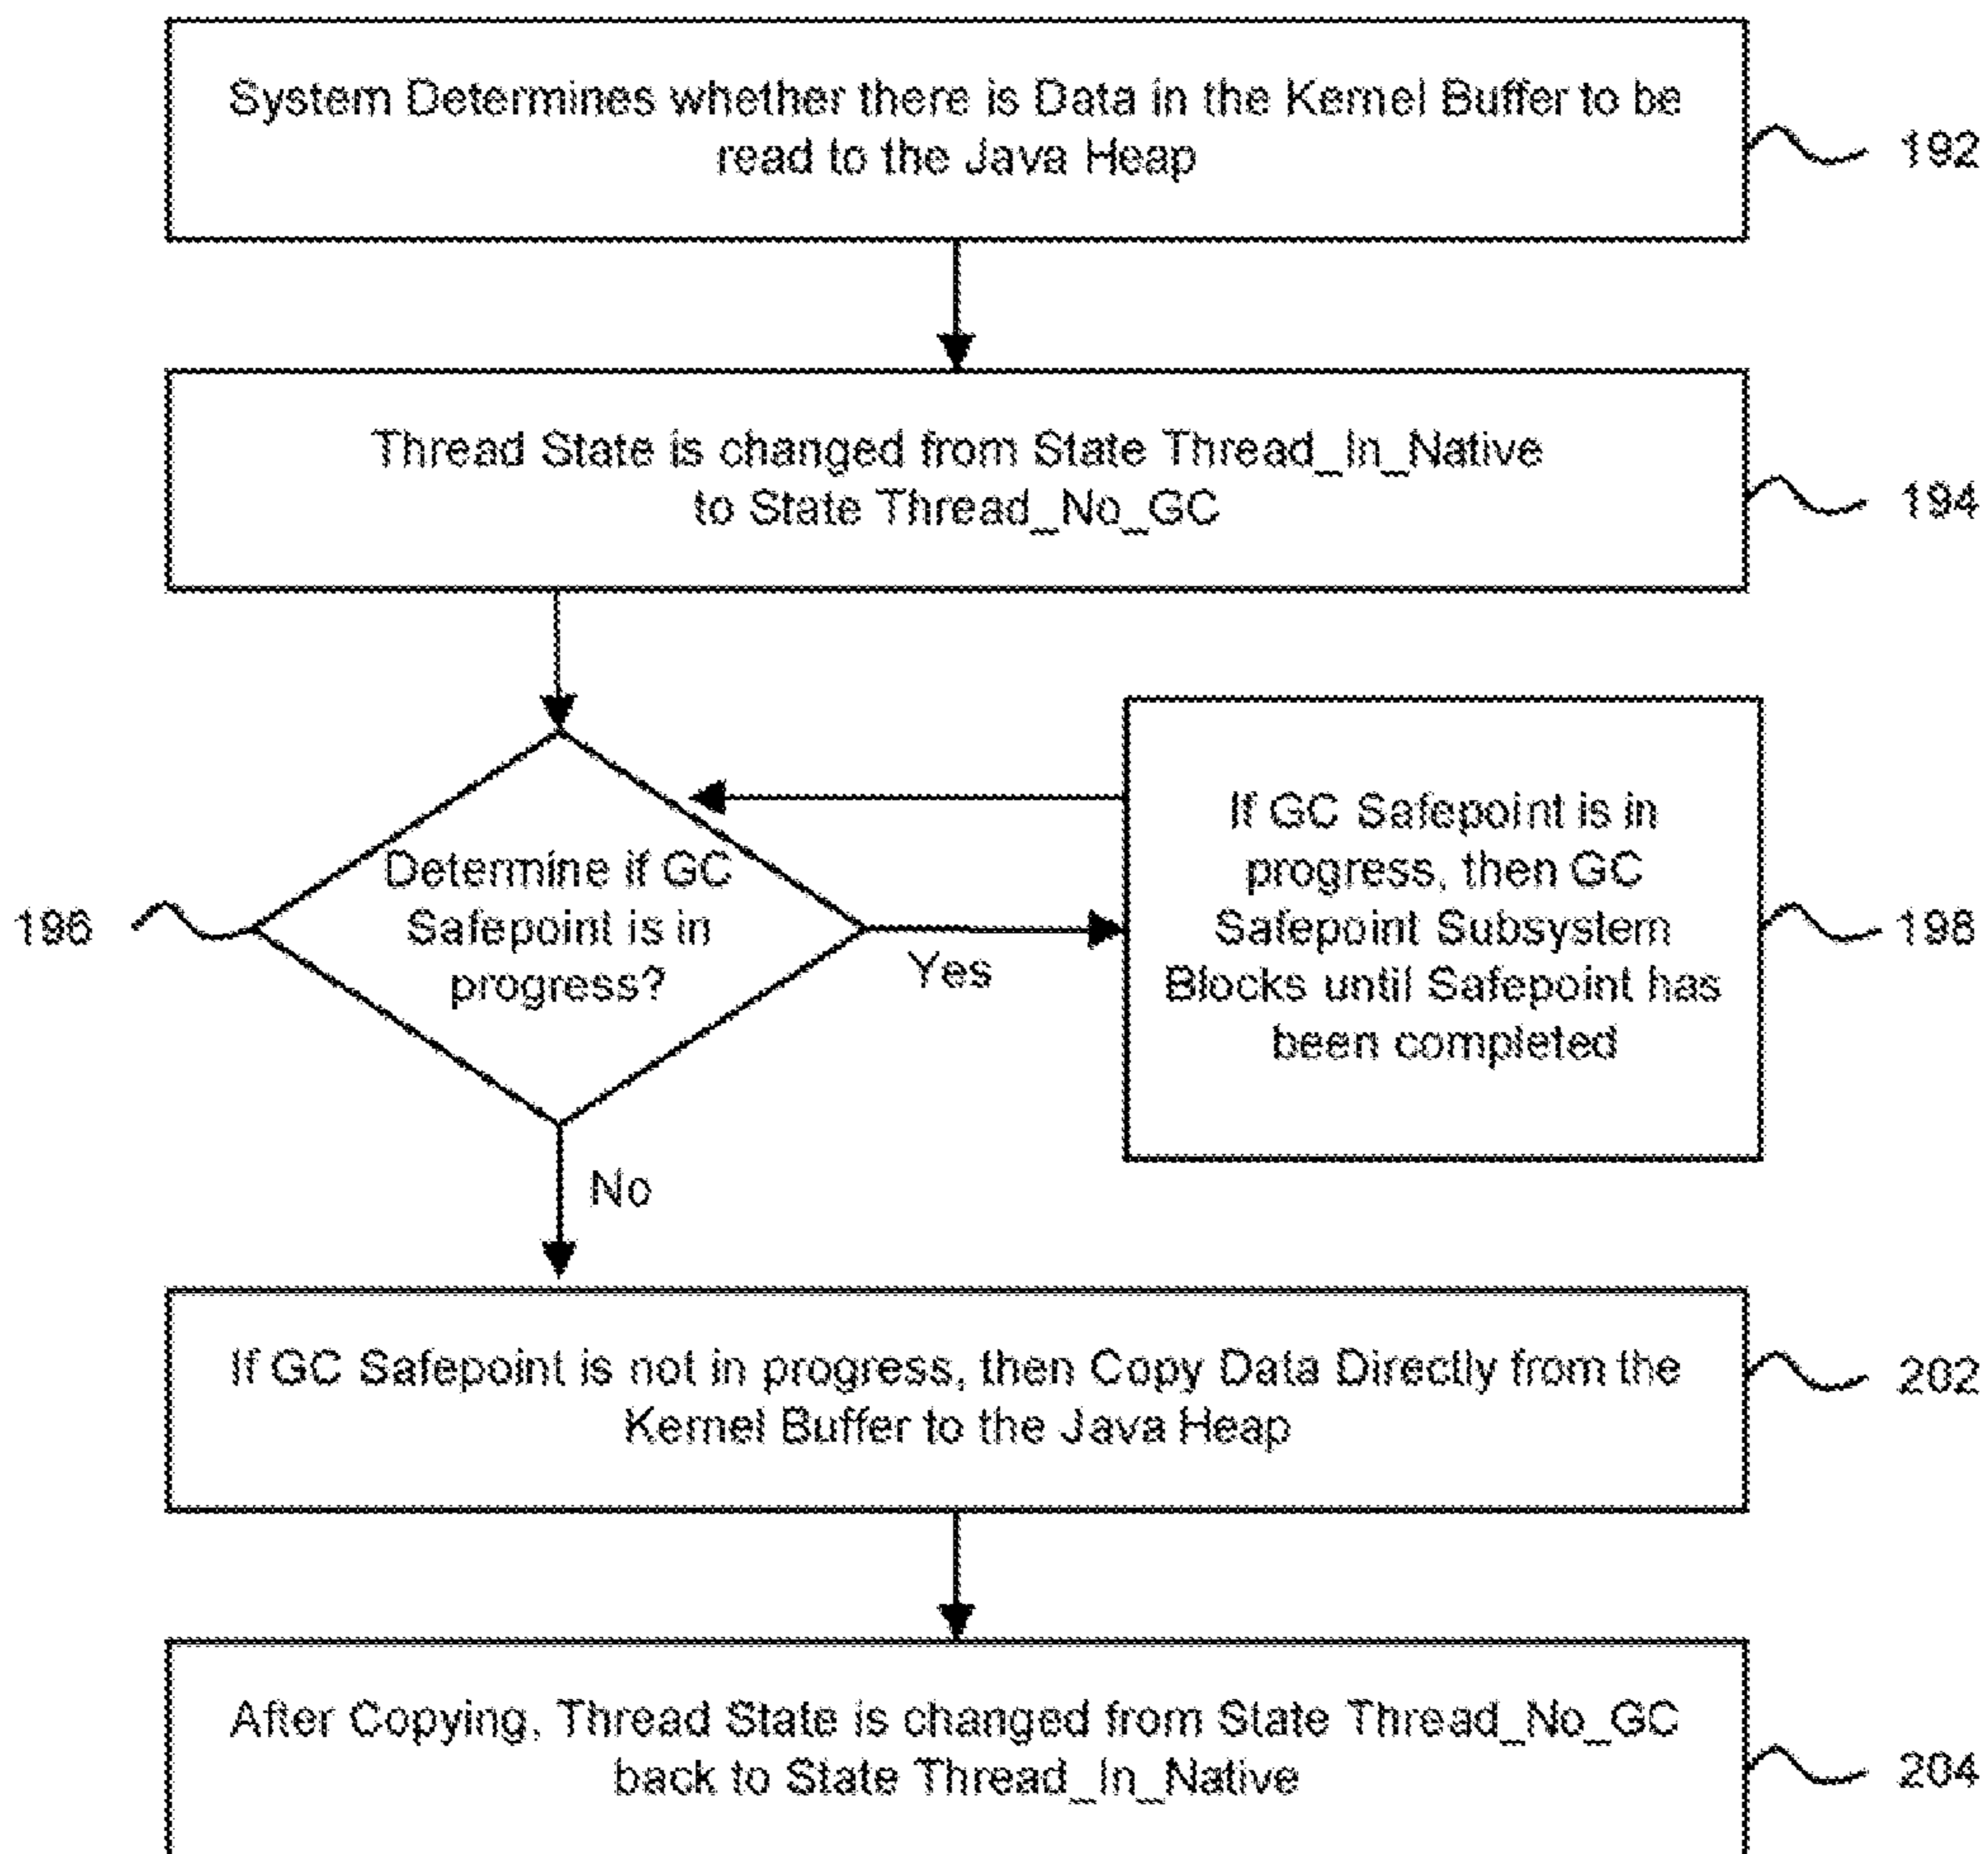 System Determines whether there is Data in the Kernel Buffer to be
read to the Java Heap
192
Thread State is changed from State Thread_In_Native
to State Thread_No_GC
194
Determine if GC
Safepoint is in
progress?
196
Yes
If GC Safepoint is in
progress, then GC
Safepoint Subsystem
Blocks until Safepoint has
been completed
198
No
If GC Safepoint is not in progress, then Copy Data Directly from the
Kernel Buffer to the Java Heap
202
After Copying, Thread State is changed from State Thread_No_GC
back to State Thread_In_Native
204